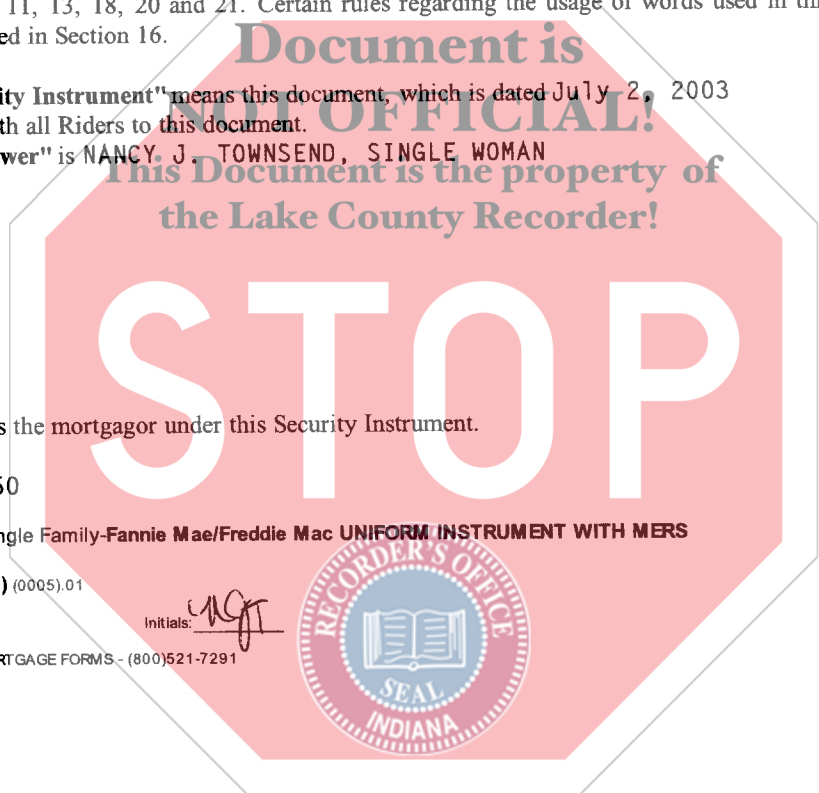 11, 13, 18, 20 and 21. Certain rules regarding the usage of words used in thi
ed in Section 16.
Document is
ity Instrument" means this document, which is dated July 2, 2003
NOT OFFICIAL!
th all Riders to this document.
wer" is NANCY J. TOWNSEND, SINGLE WOMAN
This Document is the property of
the Lake County Recorder!
STOP
s the mortgagor under this Security Instrument.
50
ngle Family-Fannie Mae/Freddie Mac UNIFORM INSTRUMENT WITH MERS
) (0005).01
Initials: NJT
RTGAGE FORMS - (800)521-7291
RECORDER'S OFFICE
SEAL
INDIANA